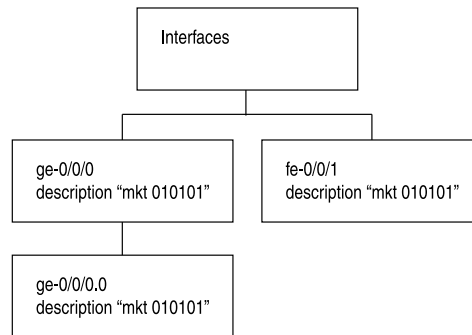 Interfaces
ge-0/0/0
description “mkt 010101”
fe-0/0/1
description “mkt 010101”
ge-0/0/0.0
description “mkt 010101”